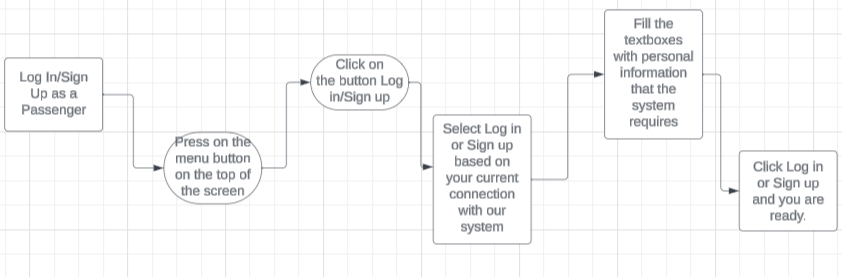 Log In/Sign
Up as a
Passenger
Press on the
menu button
on the top of
the screen
Click on
the button Log
in/Sign up
Select Log in
or Sign up
based on
your current
connection
with our
system
Fill the
textboxes
with personal
information
that the
system
requires
Click Log in
or Sign up
and you are
ready.